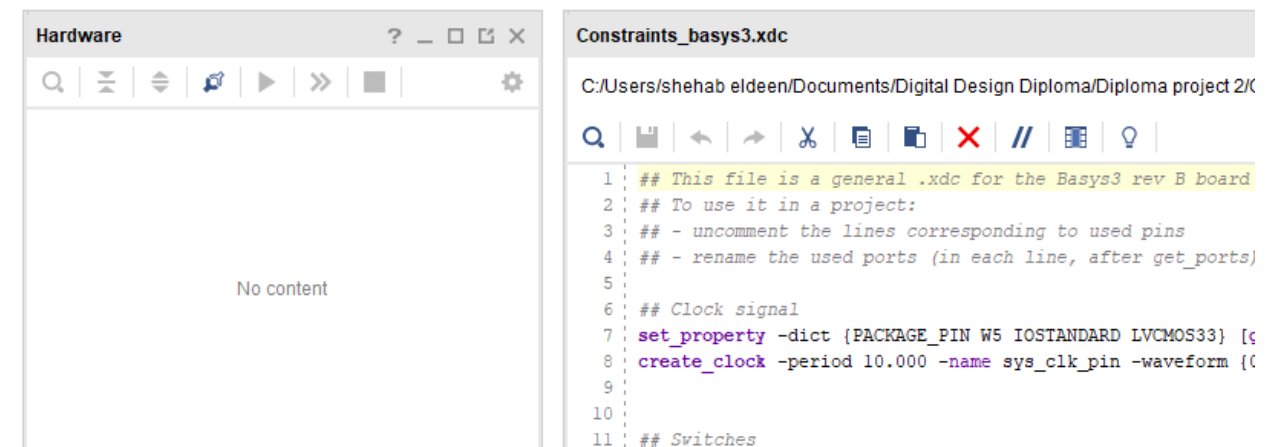 Hardware
?
No content
Constraints_basys3.xdc
C:/Users/shehab eldeen/Documents/Digital Design Diploma/Diploma project 2/
1 ## This file is a general .xdc for the Basys3 rev B board
2 ## To use it in a project:
3 ## - uncomment the lines corresponding to used pins
4 ## - rename the used ports (in each line, after get_ports)
5
6 ## Clock signal
7 set_property -dict {PACKAGE_PIN W5 IOSTANDARD LVCMOS33} [
8 create_clock -period 10.000 -name sys_clk_pin -waveform {
9
10
11 ## Switches